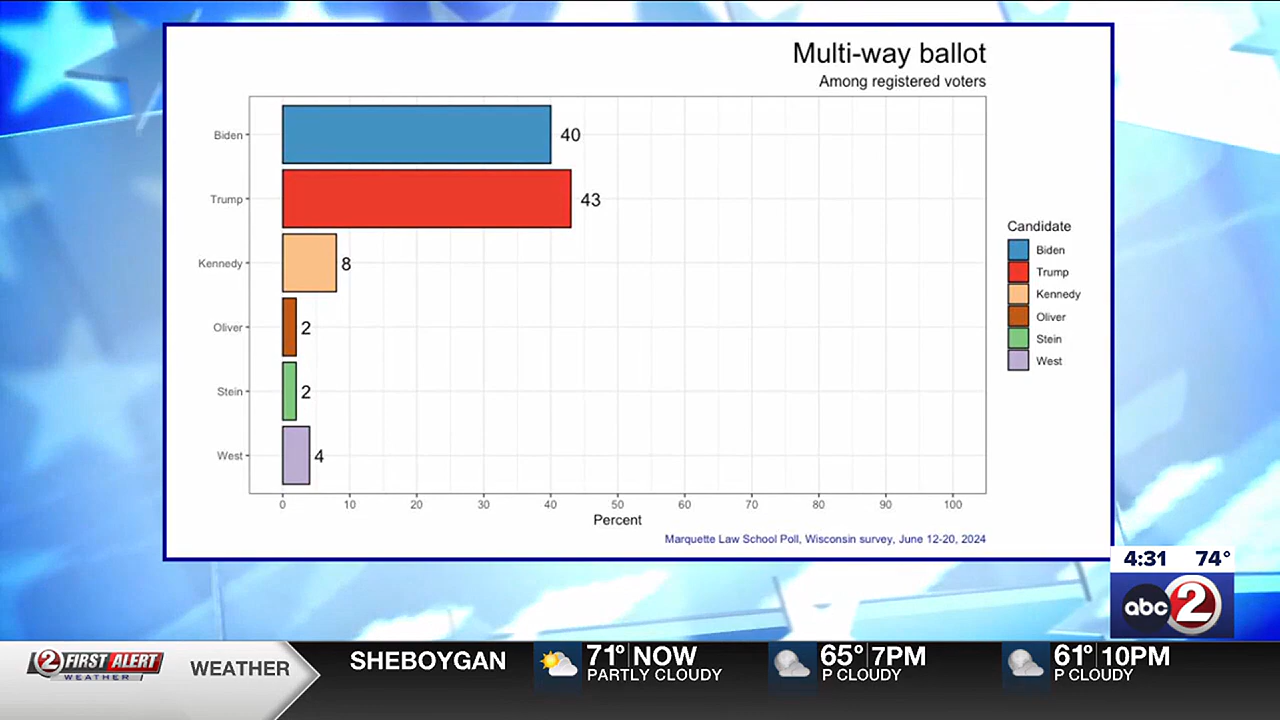 Multi-way ballot
Among registered voters
Biden
40
Trump
43
Kennedy
8
Oliver
2
Stein
2
West
4
0 10 20 30 40 50 60 70 80 90 100
Percent
Marquette Law School Poll, Wisconsin survey, June 12-20, 2024
Candidate
Biden
Trump
Kennedy
Oliver
Stein
West
4:31 74°
abc 2
2 FIRST ALERT
WEATHER
WEATHER
SHEBOYGAN
71° NOW
PARTLY CLOUDY
65° 7PM
P CLOUDY
61° 10PM
P CLOUDY